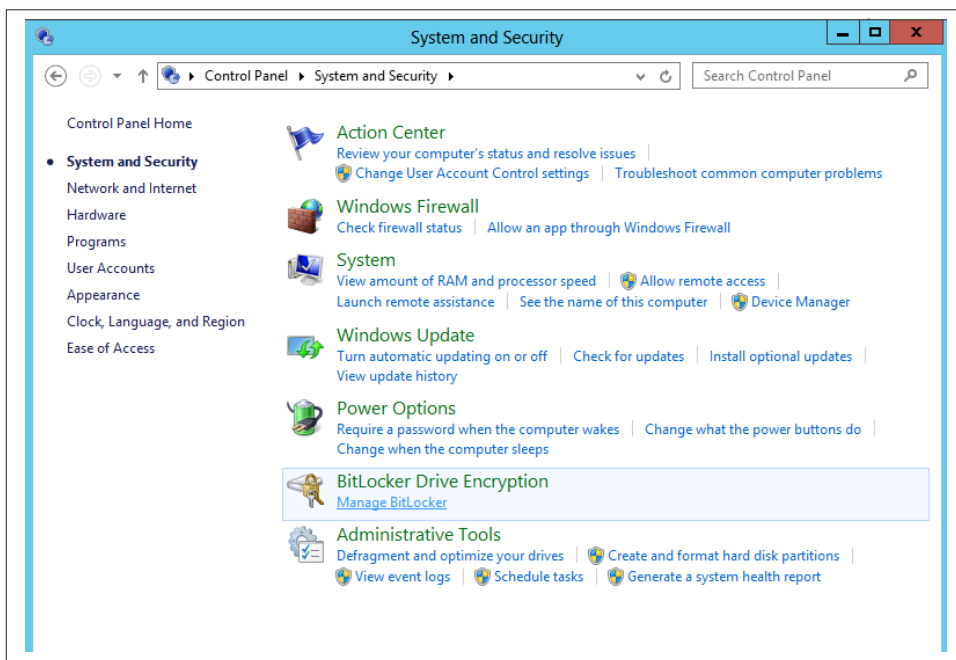 System and Security
Control Panel System and Security
Search Control Panel
Control Panel Home
System and Security
Network and Internet
Hardware
Programs
User Accounts
Appearance
Clock, Language, and Region
Ease of Access
Action Center
Review your computer's status and resolve issues
Change User Account Control settings Troubleshoot common computer problems
Windows Firewall
Check firewall status Allow an app through Windows Firewall
System
View amount of RAM and processor speed Allow remote access
Launch remote assistance See the name of this computer Device Manager
Windows Update
Turn automatic updating on or off Check for updates Install optional updates
View update history
Power Options
Require a password when the computer wakes Change what the power buttons do
Change when the computer sleeps
BitLocker Drive Encryption
Manage BitLocker
Administrative Tools
Defragment and optimize your drives Create and format hard disk partitions
View event logs Schedule tasks Generate a system health report